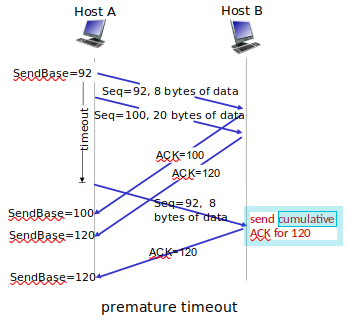 Host A
Host B
SendBase=92
Seq=92, 8 bytes of data
Seq=100, 20 bytes of data
timeout
ACK=100
ACK=120
Seq=92, 8
bytes of data
SendBase=100
SendBase=120
send cumulative
ACK for 120
ACK=120
SendBase=120
premature timeout